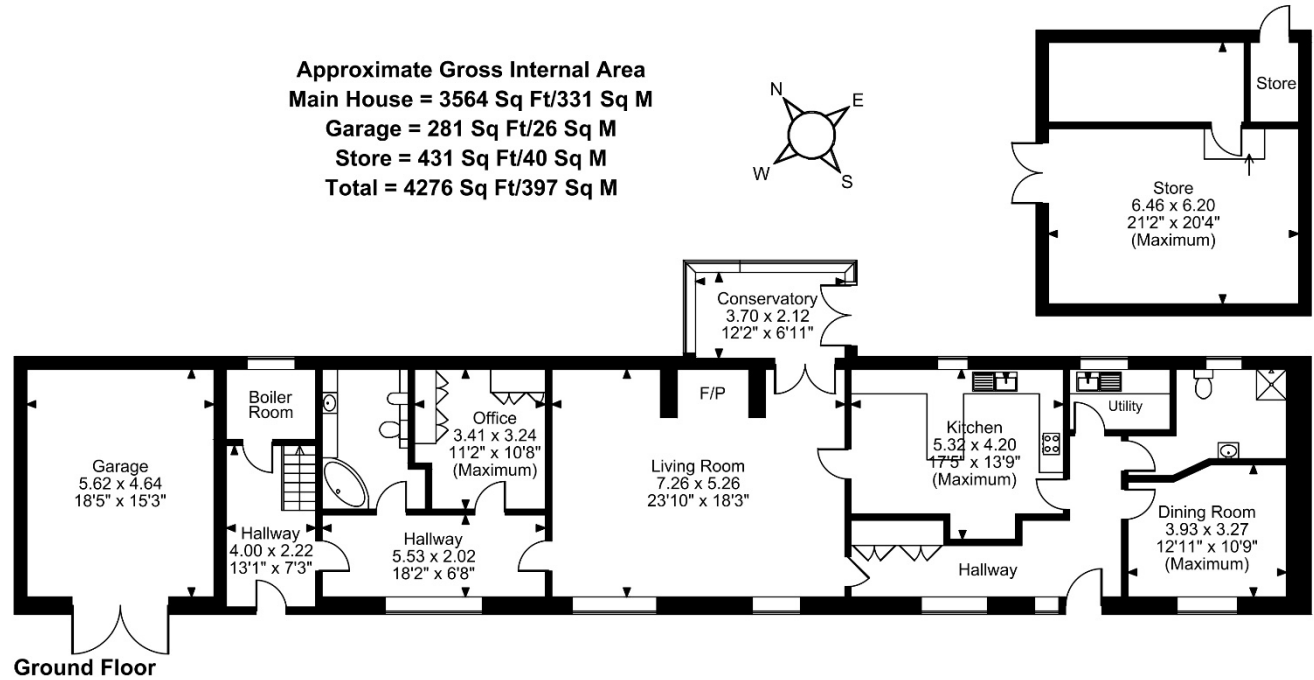 Approximate Gross Internal Area
Main House = 3564 Sq Ft/331 Sq M
Garage = 281 Sq Ft/26 Sq M
Store = 431 Sq Ft/40 Sq M
Total = 4276 Sq Ft/397 Sq M
N
E
W
S
Store
Store
6.46 x 6.20
21'2" x 20'4"
(Maximum)
Conservatory
3.70 x 2.12
12'2" x 6'11"
Garage
5.62 x 4.64
18'5" x 15'3"
Boiler
Room
Hallway
4.00 x 2.22
13'1" x 7'3"
Office
3.41 x 3.24
11'2" x 10'8"
(Maximum)
Hallway
5.53 x 2.02
18'2" x 6'8"
F/P
Living Room
7.26 x 5.26
23'10" x 18'3"
Kitchen
5.32 x 4.20
17'5" x 13'9"
(Maximum)
Utility
Hallway
Dining Room
3.93 x 3.27
12'11" x 10'9"
(Maximum)
Ground Floor